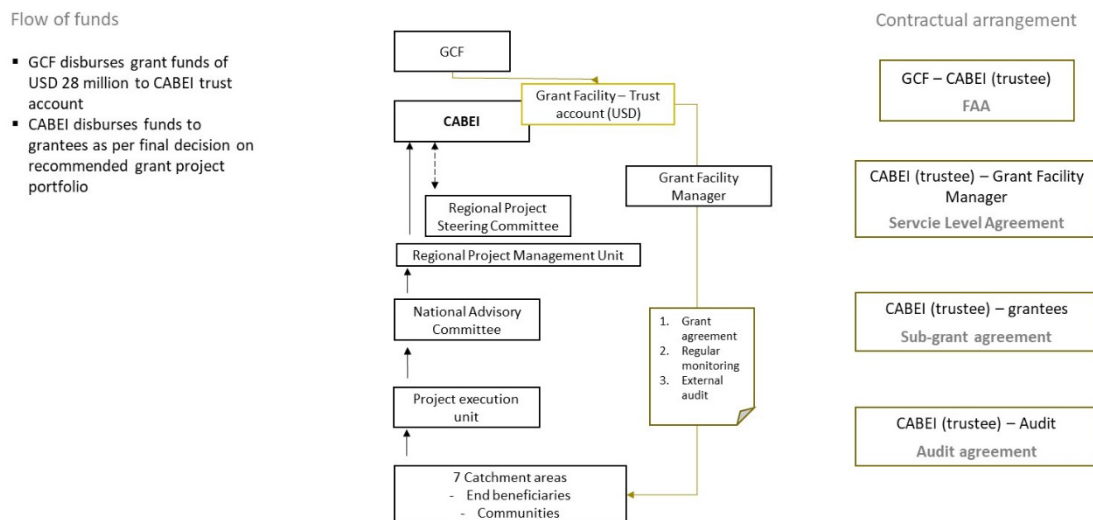 Flow of funds
▪ GCF disburses grant funds of
USD 28 million to CABEI trust
account
▪ CABEI disburses funds to
grantees as per final decision on
recommended grant project
portfolio
GCF
Grant Facility – Trust
account (USD)
CABEI
Grant Facility
Manager
Regional Project
Steering Committee
Regional Project Management Unit
National Advisory
Committee
1. Grant
agreement
2. Regular
monitoring
3. External
audit
Project execution
unit
7 Catchment areas
- End beneficiaries
- Communities
Contractual arrangement
GCF – CABEI (trustee)
FAA
CABEI (trustee) – Grant Facility
Manager
Servcie Level Agreement
CABEI (trustee) – grantees
Sub-grant agreement
CABEI (trustee) – Audit
Audit agreement